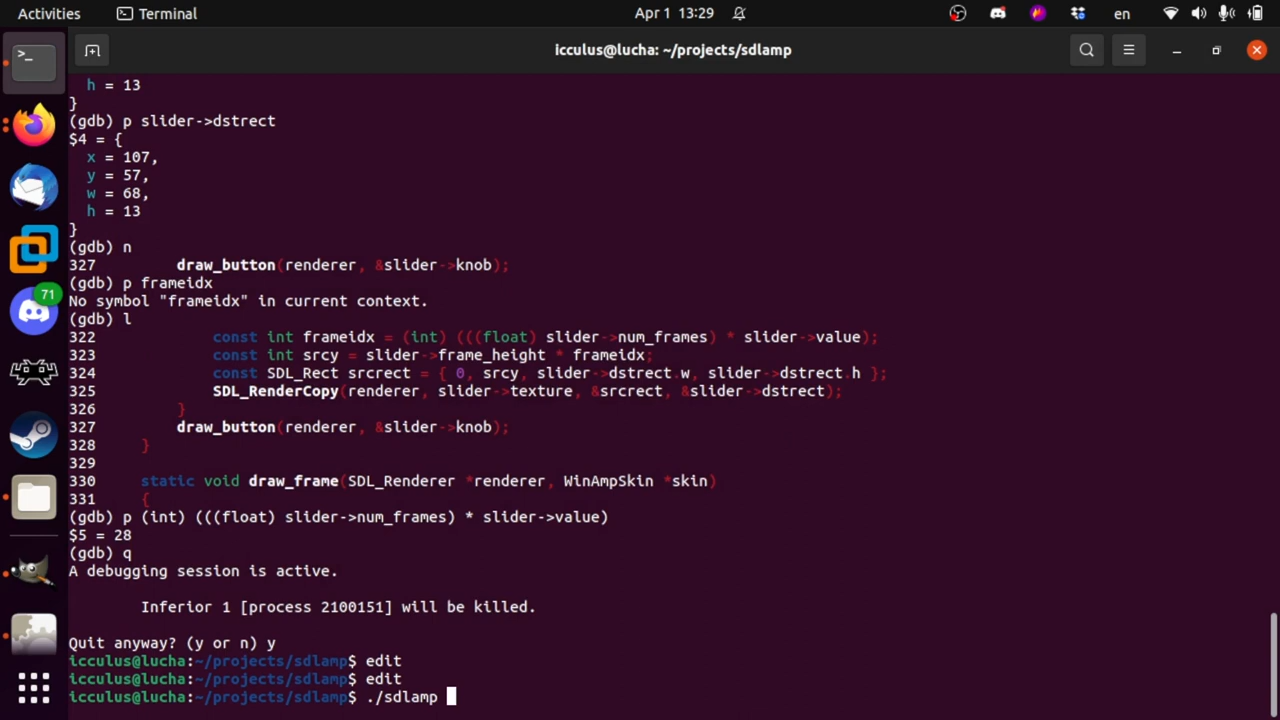 Activities Terminal Apr 1 13:29 en
icculus@lucha: ~/projects/sdlamp
h = 13
}
(gdb) p slider->dstrect
$4 = {
x = 107,
y = 57,
w = 68,
h = 13
}
(gdb) n
327 draw_button(renderer, &slider->knob);
(gdb) p frameidx
No symbol "frameidx" in current context.
(gdb) l
322 const int frameidx = (int) (((float) slider->num_frames) * slider->value);
323 const int srcy = slider->frame_height * frameidx;
324 const SDL_Rect srcrect = { 0, srcy, slider->dstrect.w, slider->dstrect.h };
325 SDL_RenderCopy(renderer, slider->texture, &srcrect, &slider->dstrect);
326 }
327 draw_button(renderer, &slider->knob);
328 }
329
330 static void draw_frame(SDL_Renderer *renderer, WinAmpSkin *skin)
331 {
(gdb) p (int) (((float) slider->num_frames) * slider->value)
$5 = 28
(gdb) q
A debugging session is active.
Inferior 1 [process 2100151] will be killed.
Quit anyway? (y or n) y
icculus@lucha:~/projects/sdlamp$ edit
icculus@lucha:~/projects/sdlamp$ edit
icculus@lucha:~/projects/sdlamp$ ./sdlamp
71